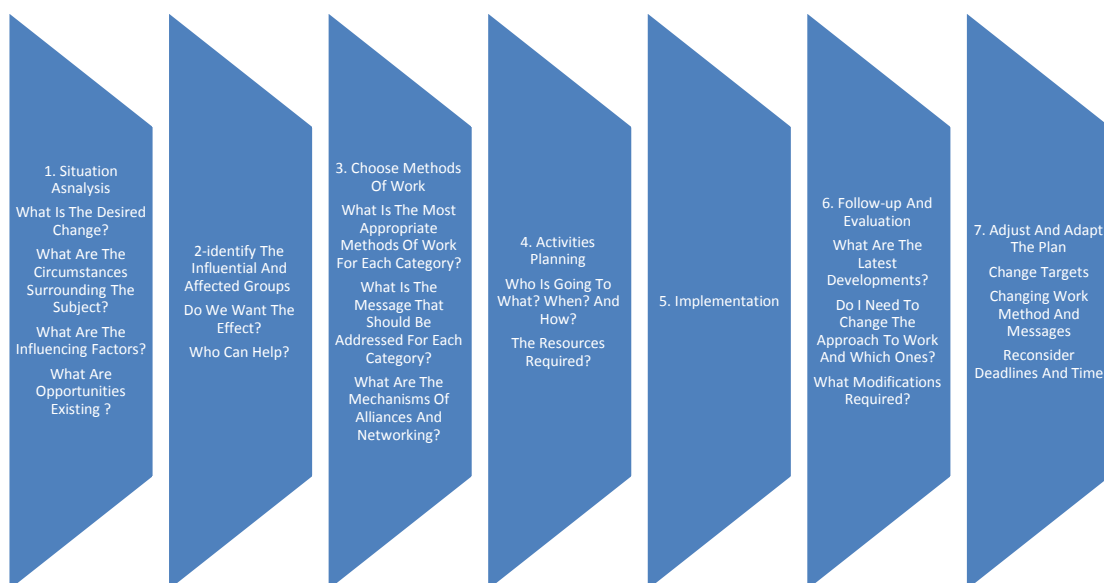 1. Situation
Asnalysis
What Is The Desired
Change?
What Are The
Circumstances
Surrounding The
Subject?
What Are The
Influencing Factors?
What Are
Opportunities
Existing ?
2-identify The
Influential And
Affected Groups
Do We Want The
Effect?
Who Can Help?
3. Choose Methods
Of Work
What Is The Most
Appropriate
Methods Of Work
For Each Category?
What Is The
Message That
Should Be
Addressed For Each
Category?
What Are The
Mechanisms Of
Alliances And
Networking?
4. Activities
Planning
Who Is Going To
What? When? And
How?
The Resources
Required?
5. Implementation
6. Follow-up And
Evaluation
What Are The
Latest
Developments?
Do I Need To
Change The
Approach To Work
And Which Ones?
What Modifications
Required?
7. Adjust And Adapt
The Plan
Change Targets
Changing Work
Method And
Messages
Reconsider
Deadlines And Time